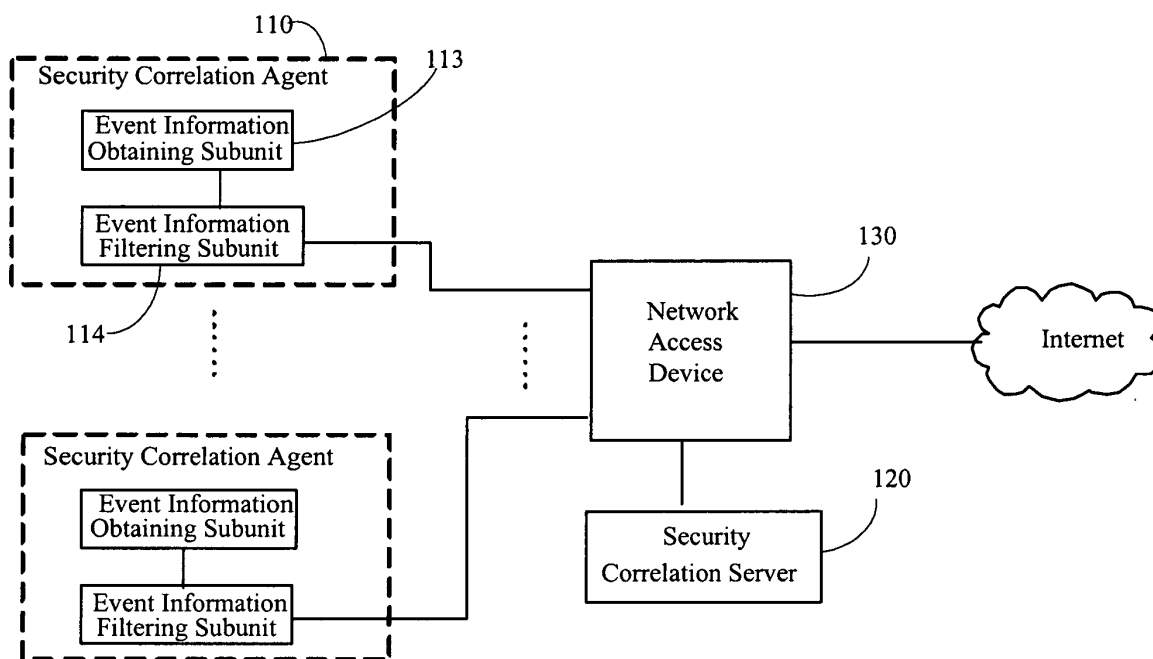 110
Security Correlation Agent
113
Event Information
Obtaining Subunit
Event Information
Filtering Subunit
114
130
Network
Access
Device
Internet
Security Correlation Agent
Event Information
Obtaining Subunit
Event Information
Filtering Subunit
120
Security
Correlation Server